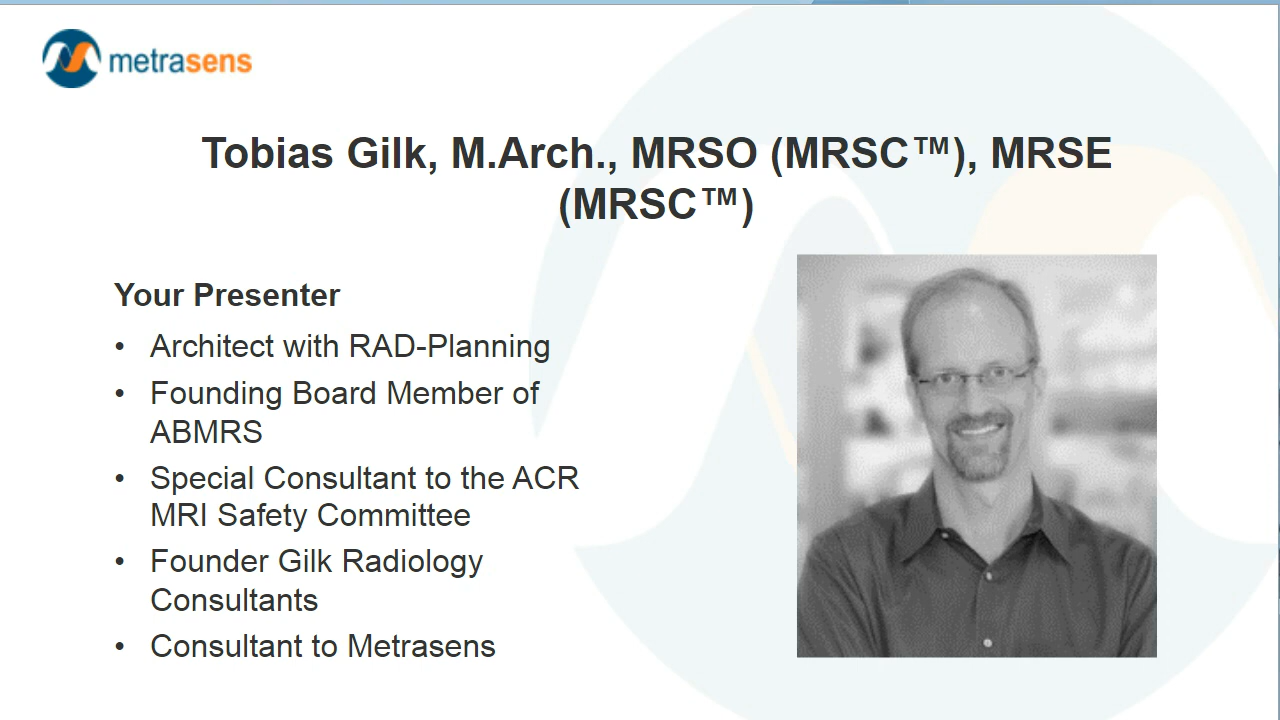 metrasens
Tobias Gilk, M.Arch., MRSO (MRSC™), MRSE
(MRSC™)
Your Presenter
• Architect with RAD-Planning
• Founding Board Member of
ABMRS
• Special Consultant to the ACR
MRI Safety Committee
• Founder Gilk Radiology
Consultants
• Consultant to Metrasens